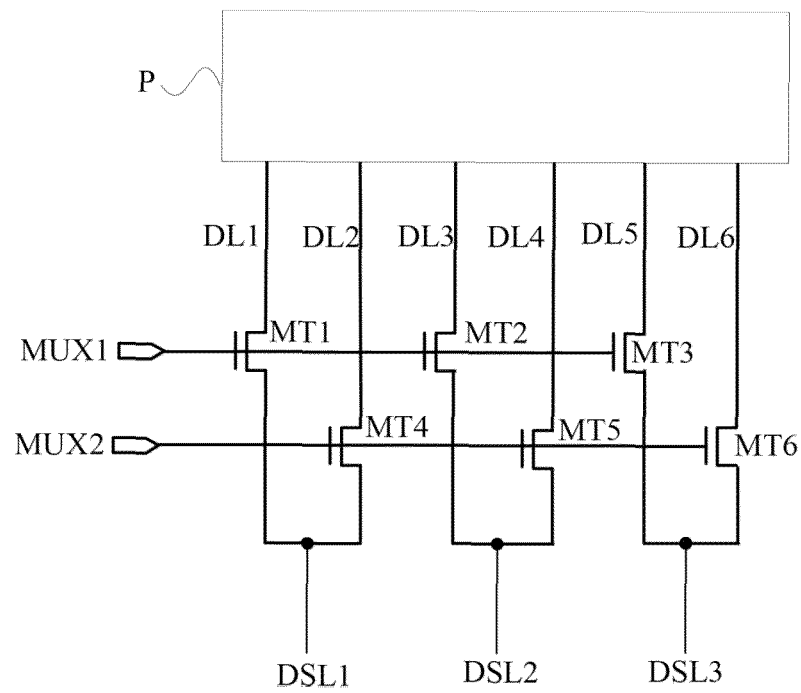 P
DL1 DL2 DL3 DL4 DL5 DL6
MUX1 MT1 MT2 MT3
MUX2 MT4 MT5 MT6
DSL1 DSL2 DSL3